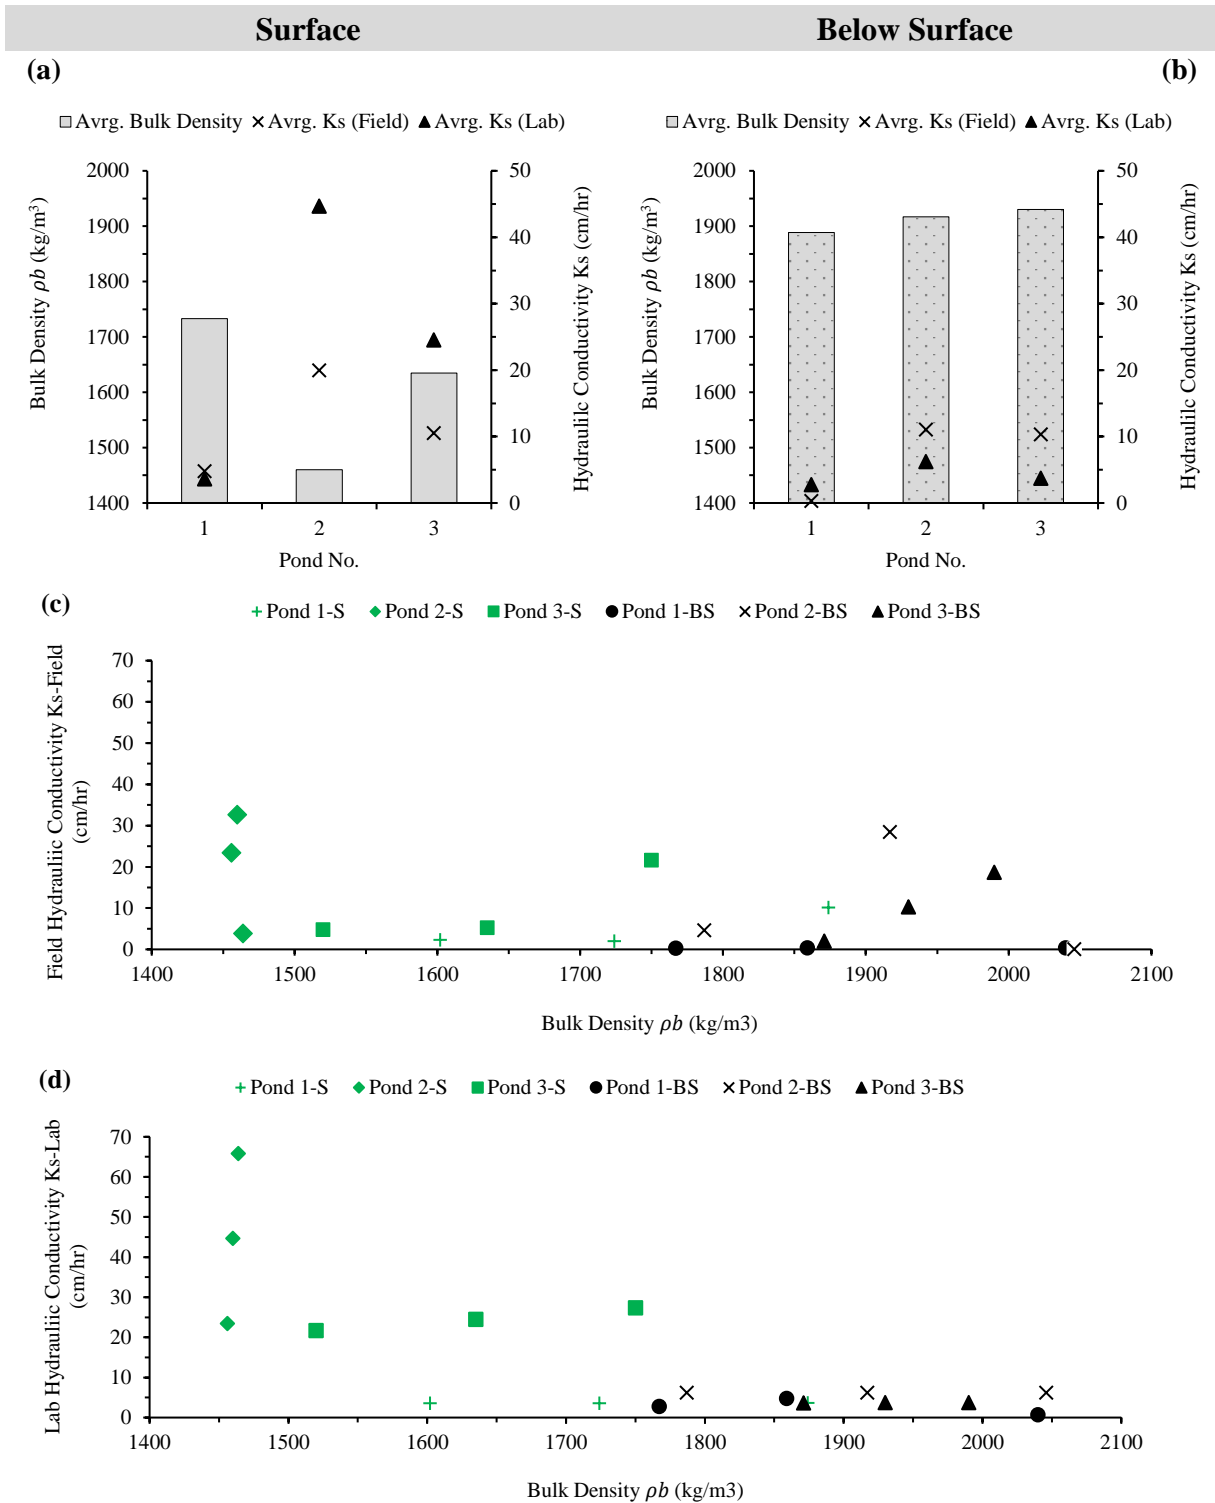 Surface Below Surface
(a) (b)
Avrg. Bulk Density Avrg. Ks (Field) Avrg. Ks (Lab)
Bulk Density ρb (kg/m³)
2000
1900
1800
1700
1600
1500
1400
50
40
30
20
10
0
Hydraulilc Conductivity Ks (cm/hr)
1 2 3
Pond No.
Avrg. Bulk Density Avrg. Ks (Field) Avrg. Ks (Lab)
Bulk Density ρb (kg/m³)
2000
1900
1800
1700
1600
1500
1400
50
40
30
20
10
0
Hydraulilc Conductivity Ks (cm/hr)
1 2 3
Pond No.
(c)
Pond 1-S Pond 2-S Pond 3-S Pond 1-BS Pond 2-BS Pond 3-BS
Field Hydrauliic Conductivity Ks-Field
(cm/hr)
70
60
50
40
30
20
10
0
1400 1500 1600 1700 1800 1900 2000 2100
Bulk Density ρb (kg/m3)
(d)
Pond 1-S Pond 2-S Pond 3-S Pond 1-BS Pond 2-BS Pond 3-BS
Lab Hydrauliic Conductivity Ks-Lab
(cm/hr)
70
60
50
40
30
20
10
0
1400 1500 1600 1700 1800 1900 2000 2100
Bulk Density ρb (kg/m3)